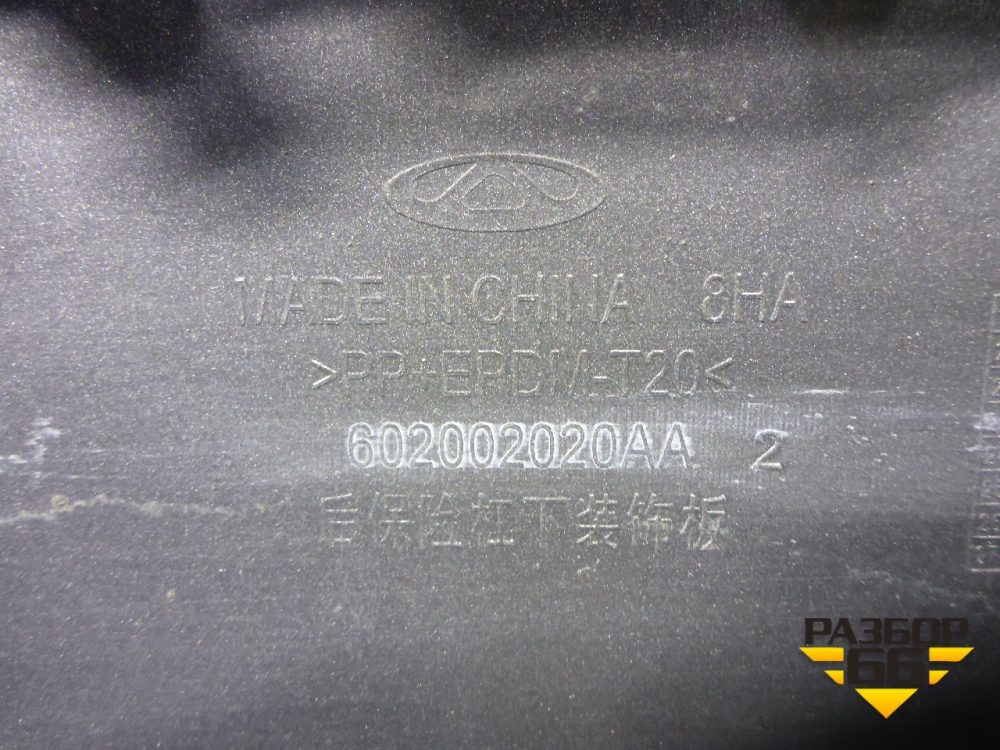 MADE IN CHINA 8HA
>PP+EPDM-T20<
602002020AA 2
后保险杠下装饰板
РАЗБОР
66